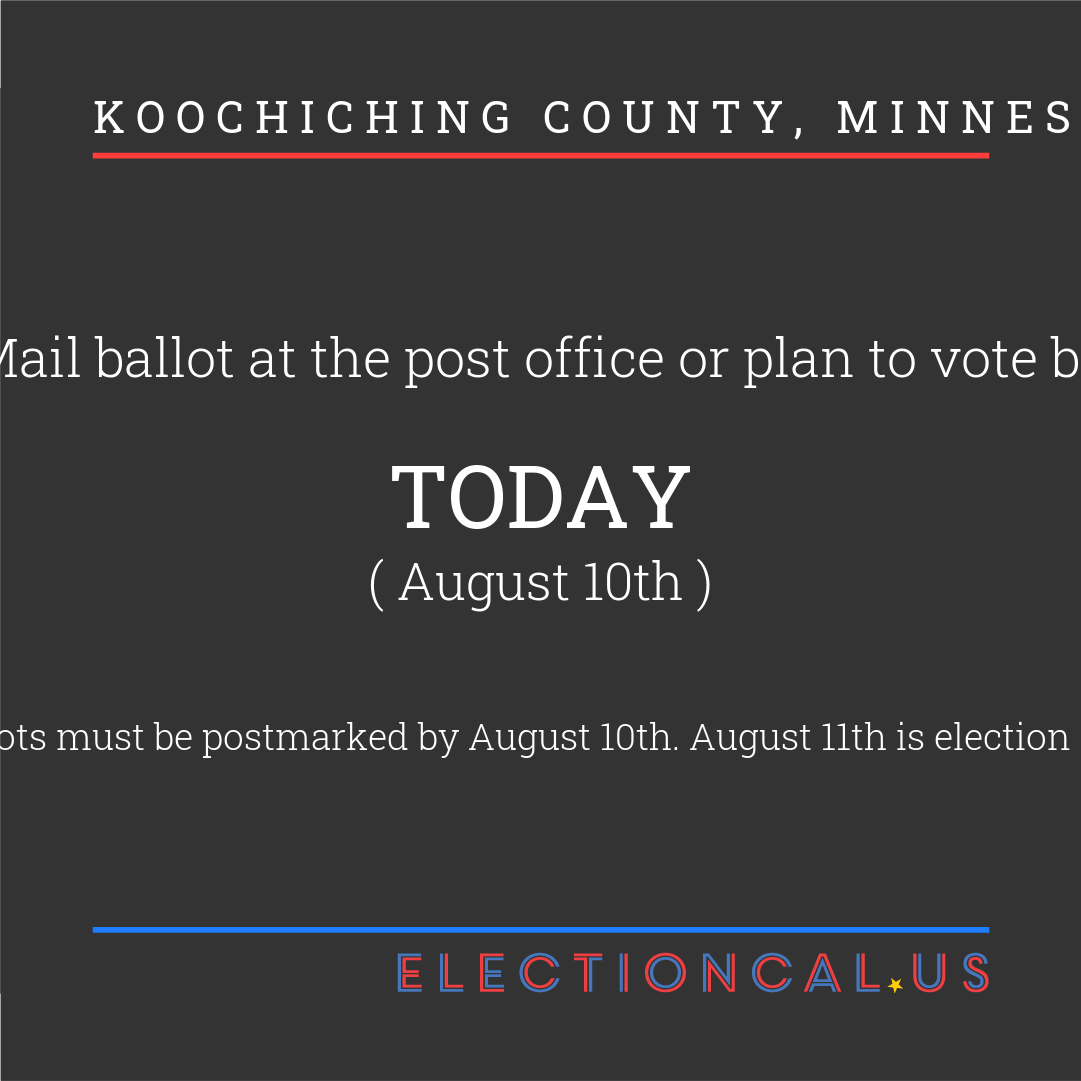 KOOCHICHING COUNTY, MINNES
Mail ballot at the post office or plan to vote b
TODAY
( August 10th )
ots must be postmarked by August 10th. August 11th is election
ELECTIONCAL.US